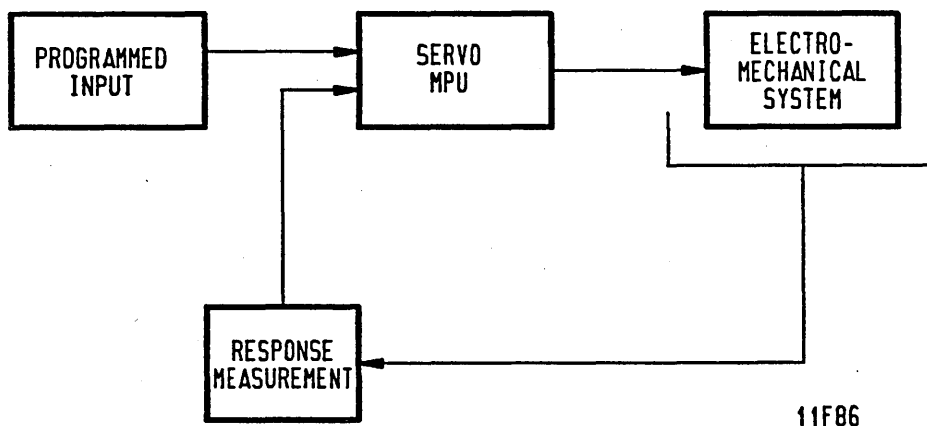 PROGRAMMED
INPUT
SERVO
MPU
ELECTRO-
MECHANICAL
SYSTEM
RESPONSE
MEASUREMENT
11F86